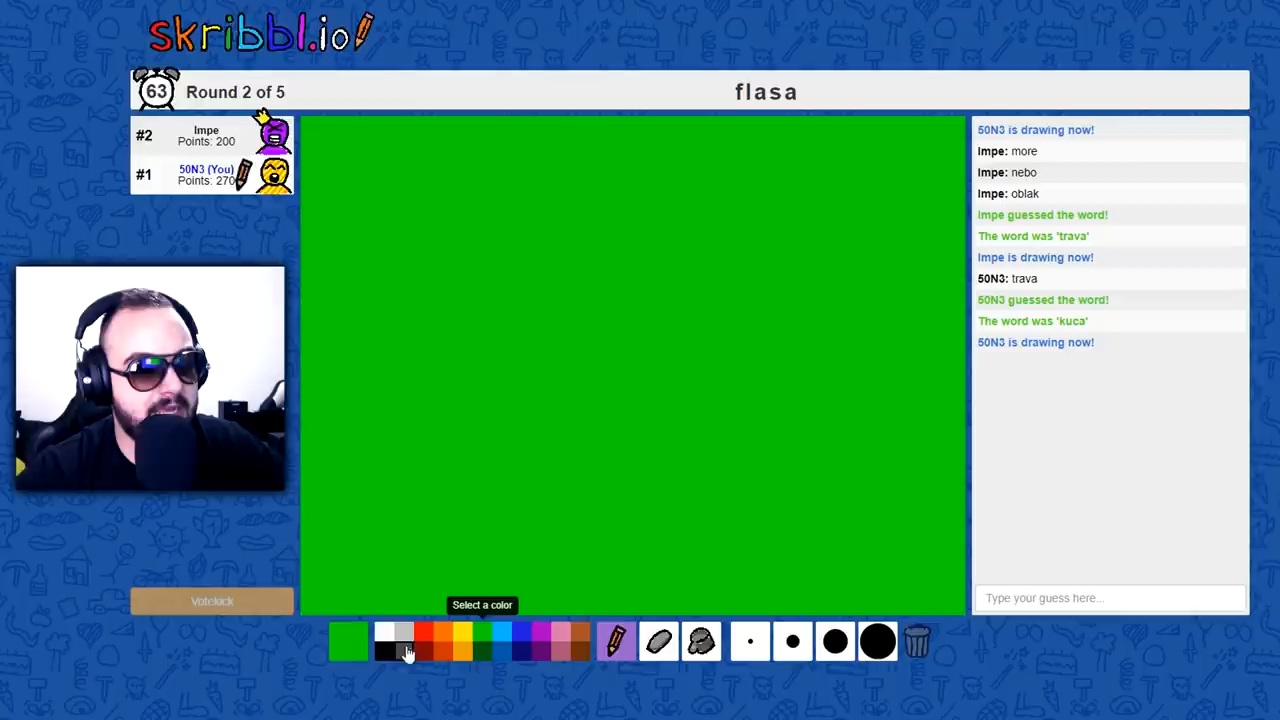 skribbl.io
63
Round 2 of 5
flasa
#2
Impe
Points: 200
#1
50N3 (You)
Points: 270
50N3 is drawing now!
Impe: more
Impe: nebo
Impe: oblak
Impe guessed the word!
The word was 'trava'
Impe is drawing now!
50N3: trava
50N3 guessed the word!
The word was 'kuca'
50N3 is drawing now!
Type your guess here...
Votekick
Select a color